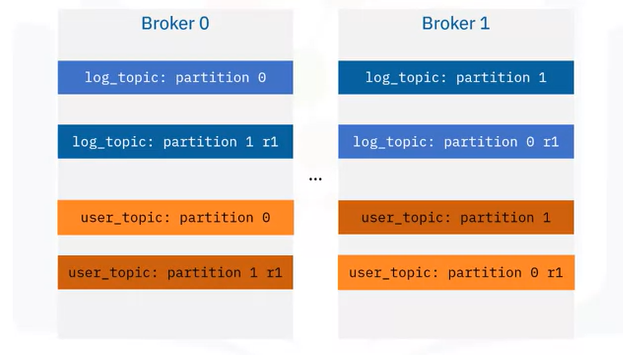 Broker 0
log_topic: partition 0
log_topic: partition 1 r1
user_topic: partition 0
user_topic: partition 1 r1
...
Broker 1
log_topic: partition 1
log_topic: partition 0 r1
user_topic: partition 1
user_topic: partition 0 r1